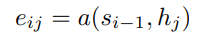 e_{ij} = a(s_{i-1}, h_j)